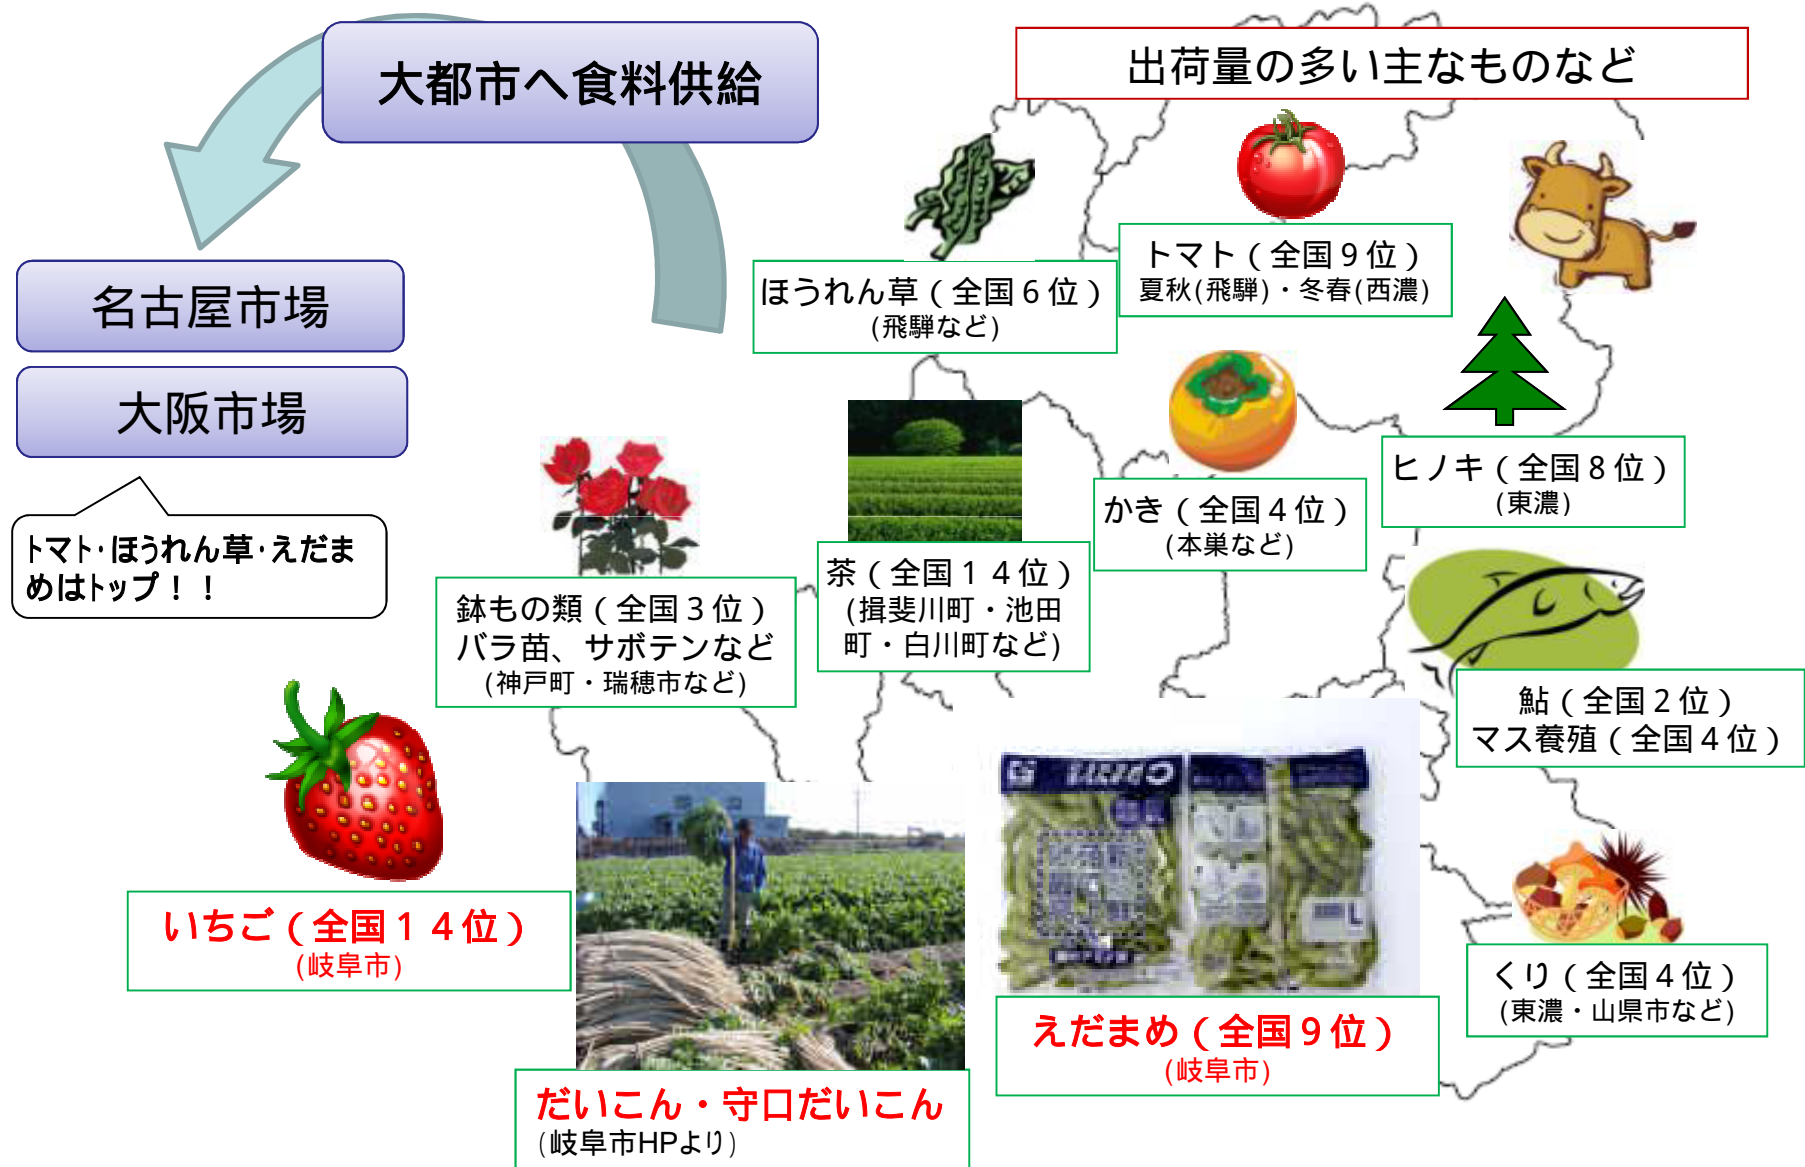 大都市へ食料供給
出荷量の多い主なものなど
名古屋市場
大阪市場
トマト・ほうれん草・えだま
めはトップ！！
ほうれん草（全国６位）
(飛騨など)
トマト（全国９位）
夏秋(飛騨)・冬春(西濃)
ヒノキ（全国８位）
(東濃)
かき（全国４位）
(本巣など)
茶（全国１４位）
(揖斐川町・池田
町・白川町など)
鉢もの類（全国３位）
バラ苗、サボテンなど
(神戸町・瑞穂市など)
鮎（全国２位）
マス養殖（全国４位）
いちご（全国１４位）
(岐阜市)
くり（全国４位）
(東濃・山県市など)
えだまめ（全国９位）
(岐阜市)
だいこん・守口だいこん
(岐阜市HPより)
L